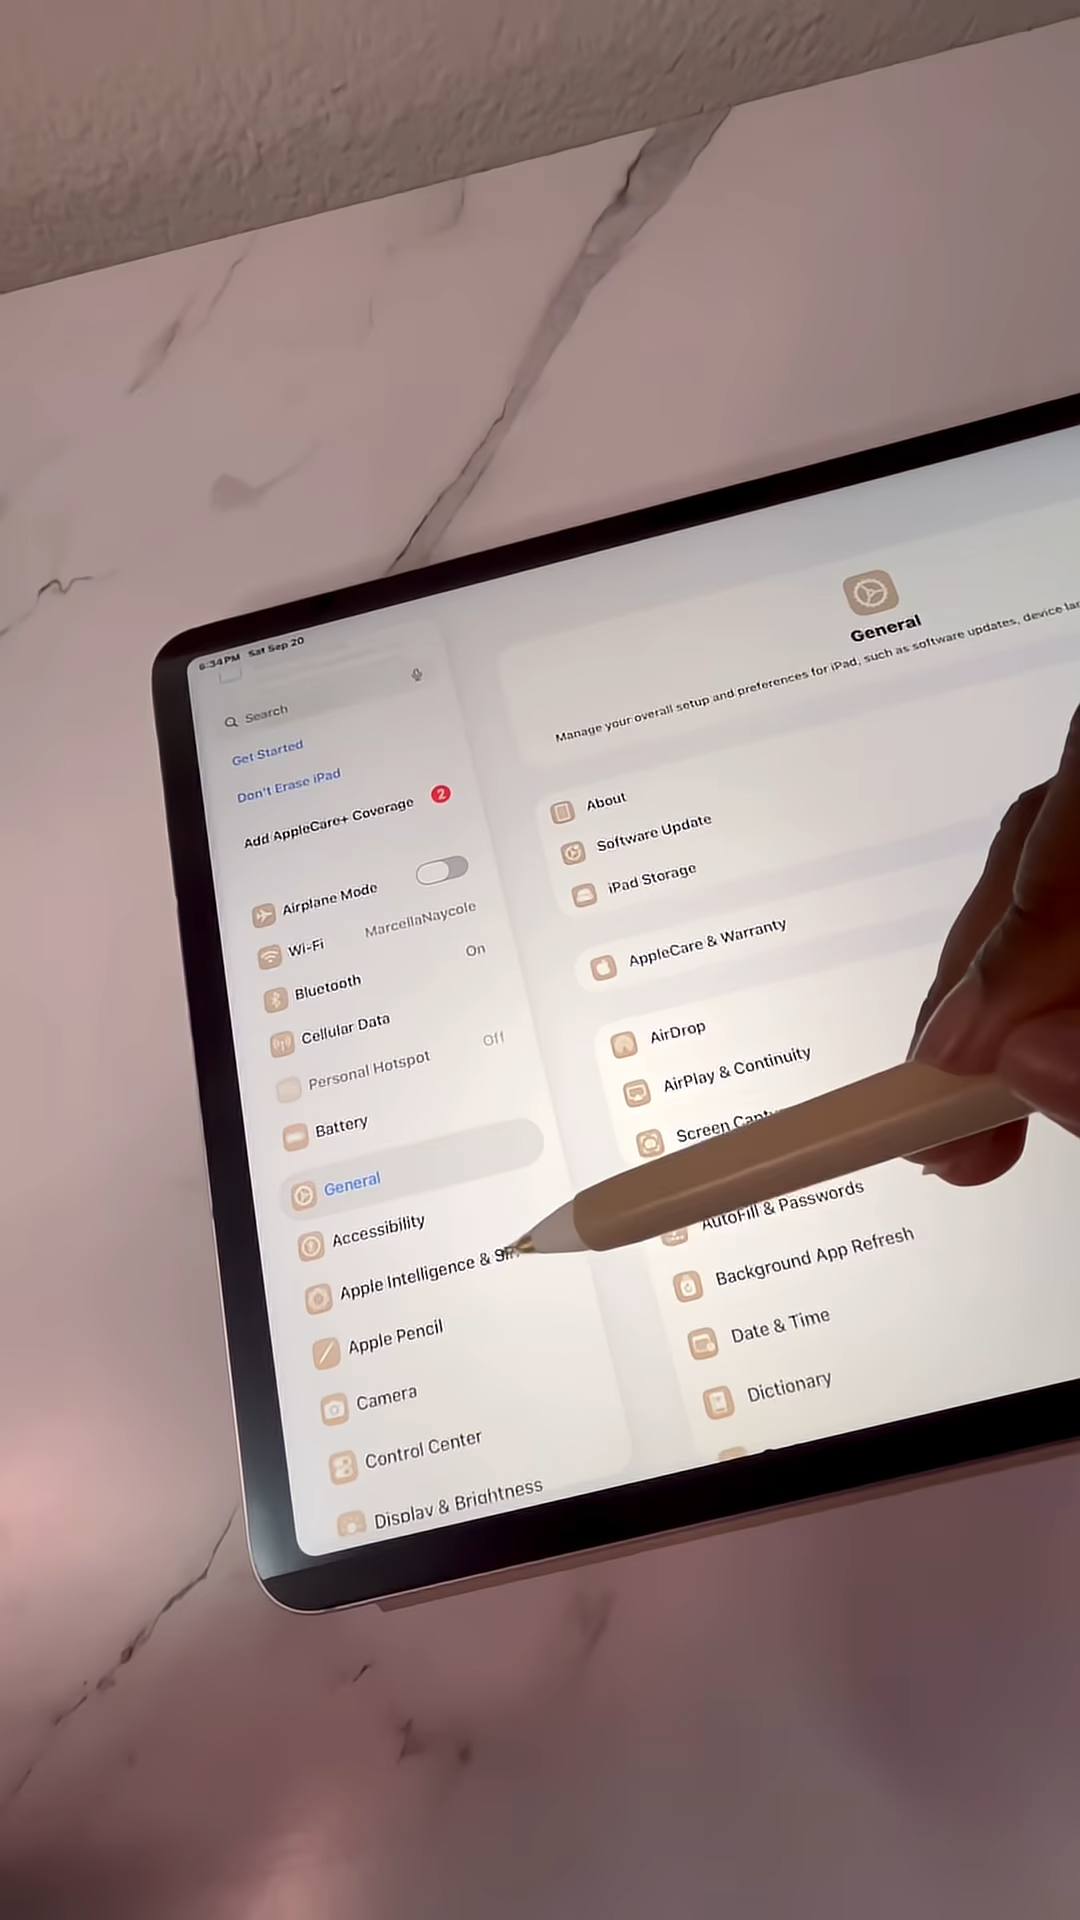 6:34 PM Sat Sep 20
Search
Get Started
Don't Erase iPad
Add AppleCare+ Coverage 2
Airplane Mode
Wi-Fi MarcellaNaycole
Bluetooth On
Cellular Data
Personal Hotspot Off
Battery
General
Accessibility
Apple Intelligence &
Apple Pencil
Camera
Control Center
Display & Brightness
General
Manage your overall setup and preferences for iPad, such as software updates, device
About
Software Update
iPad Storage
AppleCare & Warranty
AirDrop
AirPlay & Continuity
Screen
AutoFill & Passwords
Background App Refresh
Date & Time
Dictionary